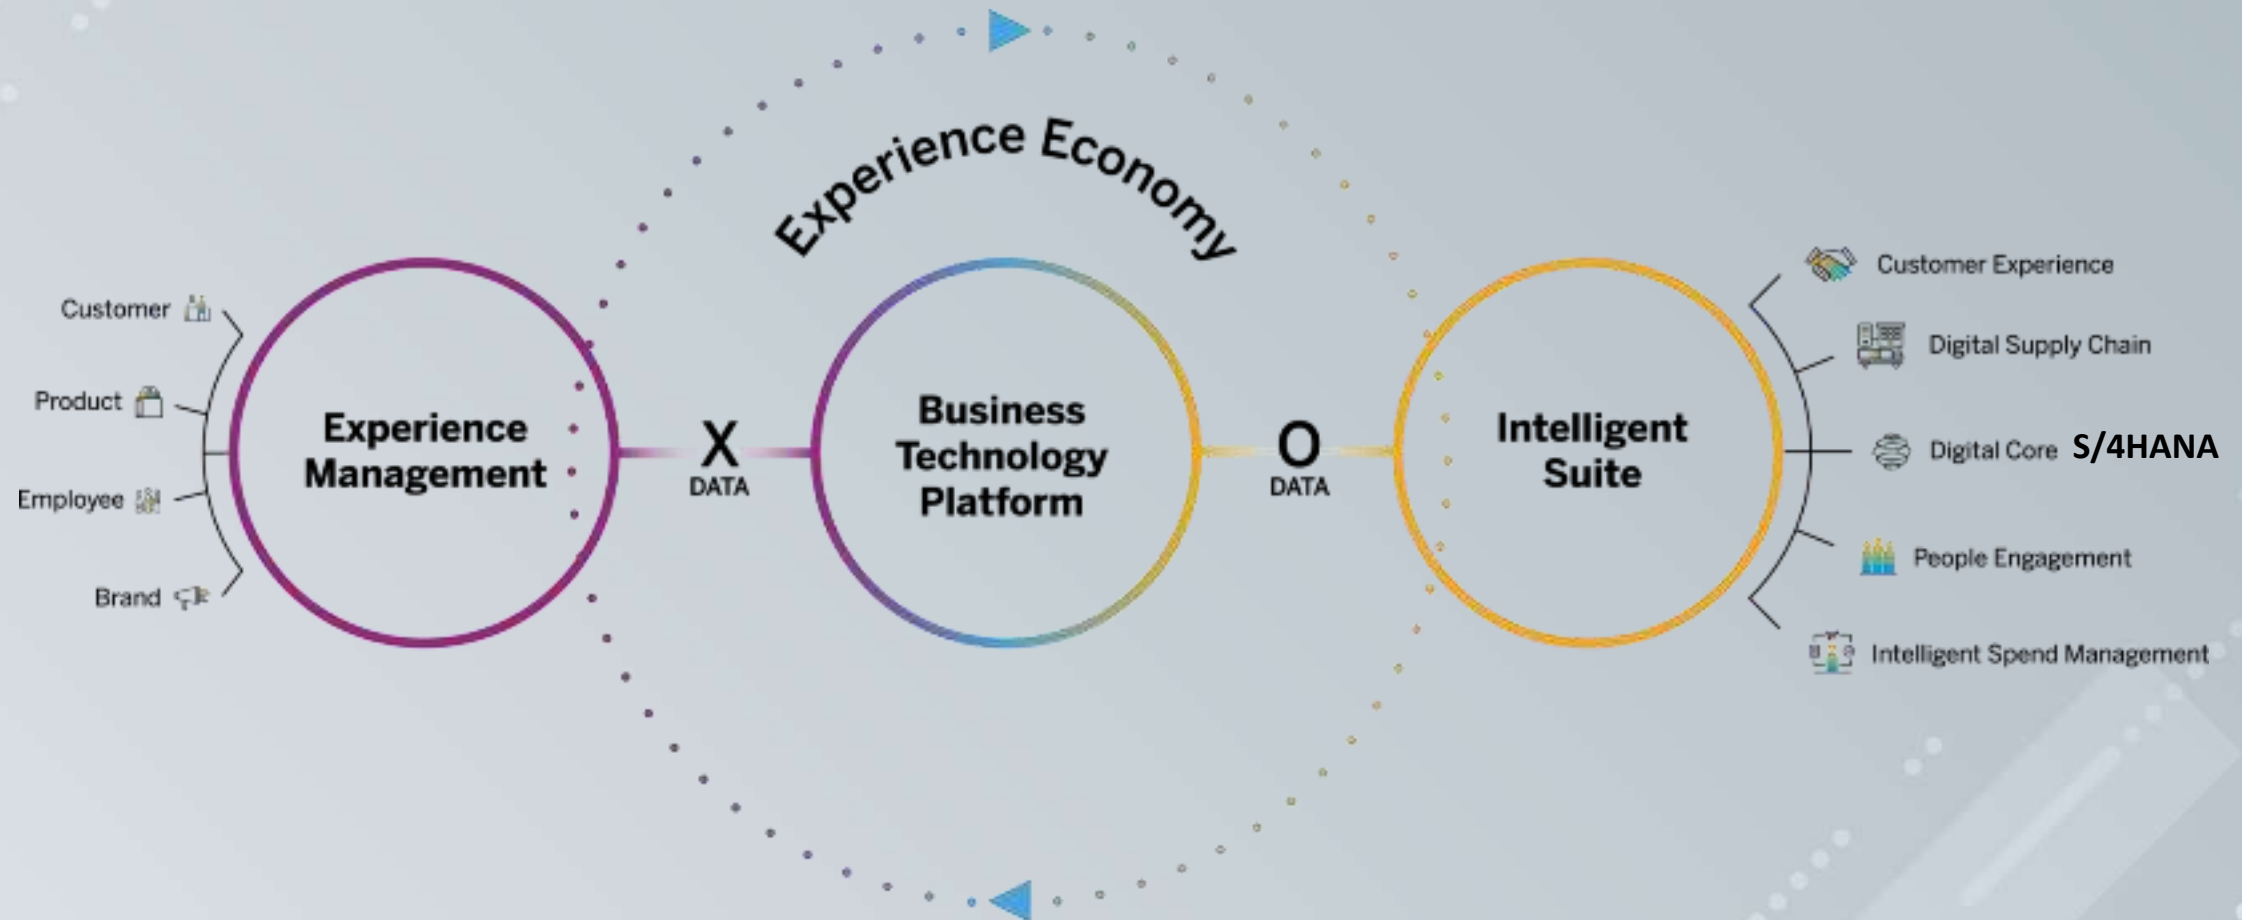 Experience Economy
Customer
Product
Employee
Brand
Experience
Management
X
DATA
Business
Technology
Platform
O
DATA
Intelligent
Suite
Customer Experience
Digital Supply Chain
Digital Core S/4HANA
People Engagement
Intelligent Spend Management